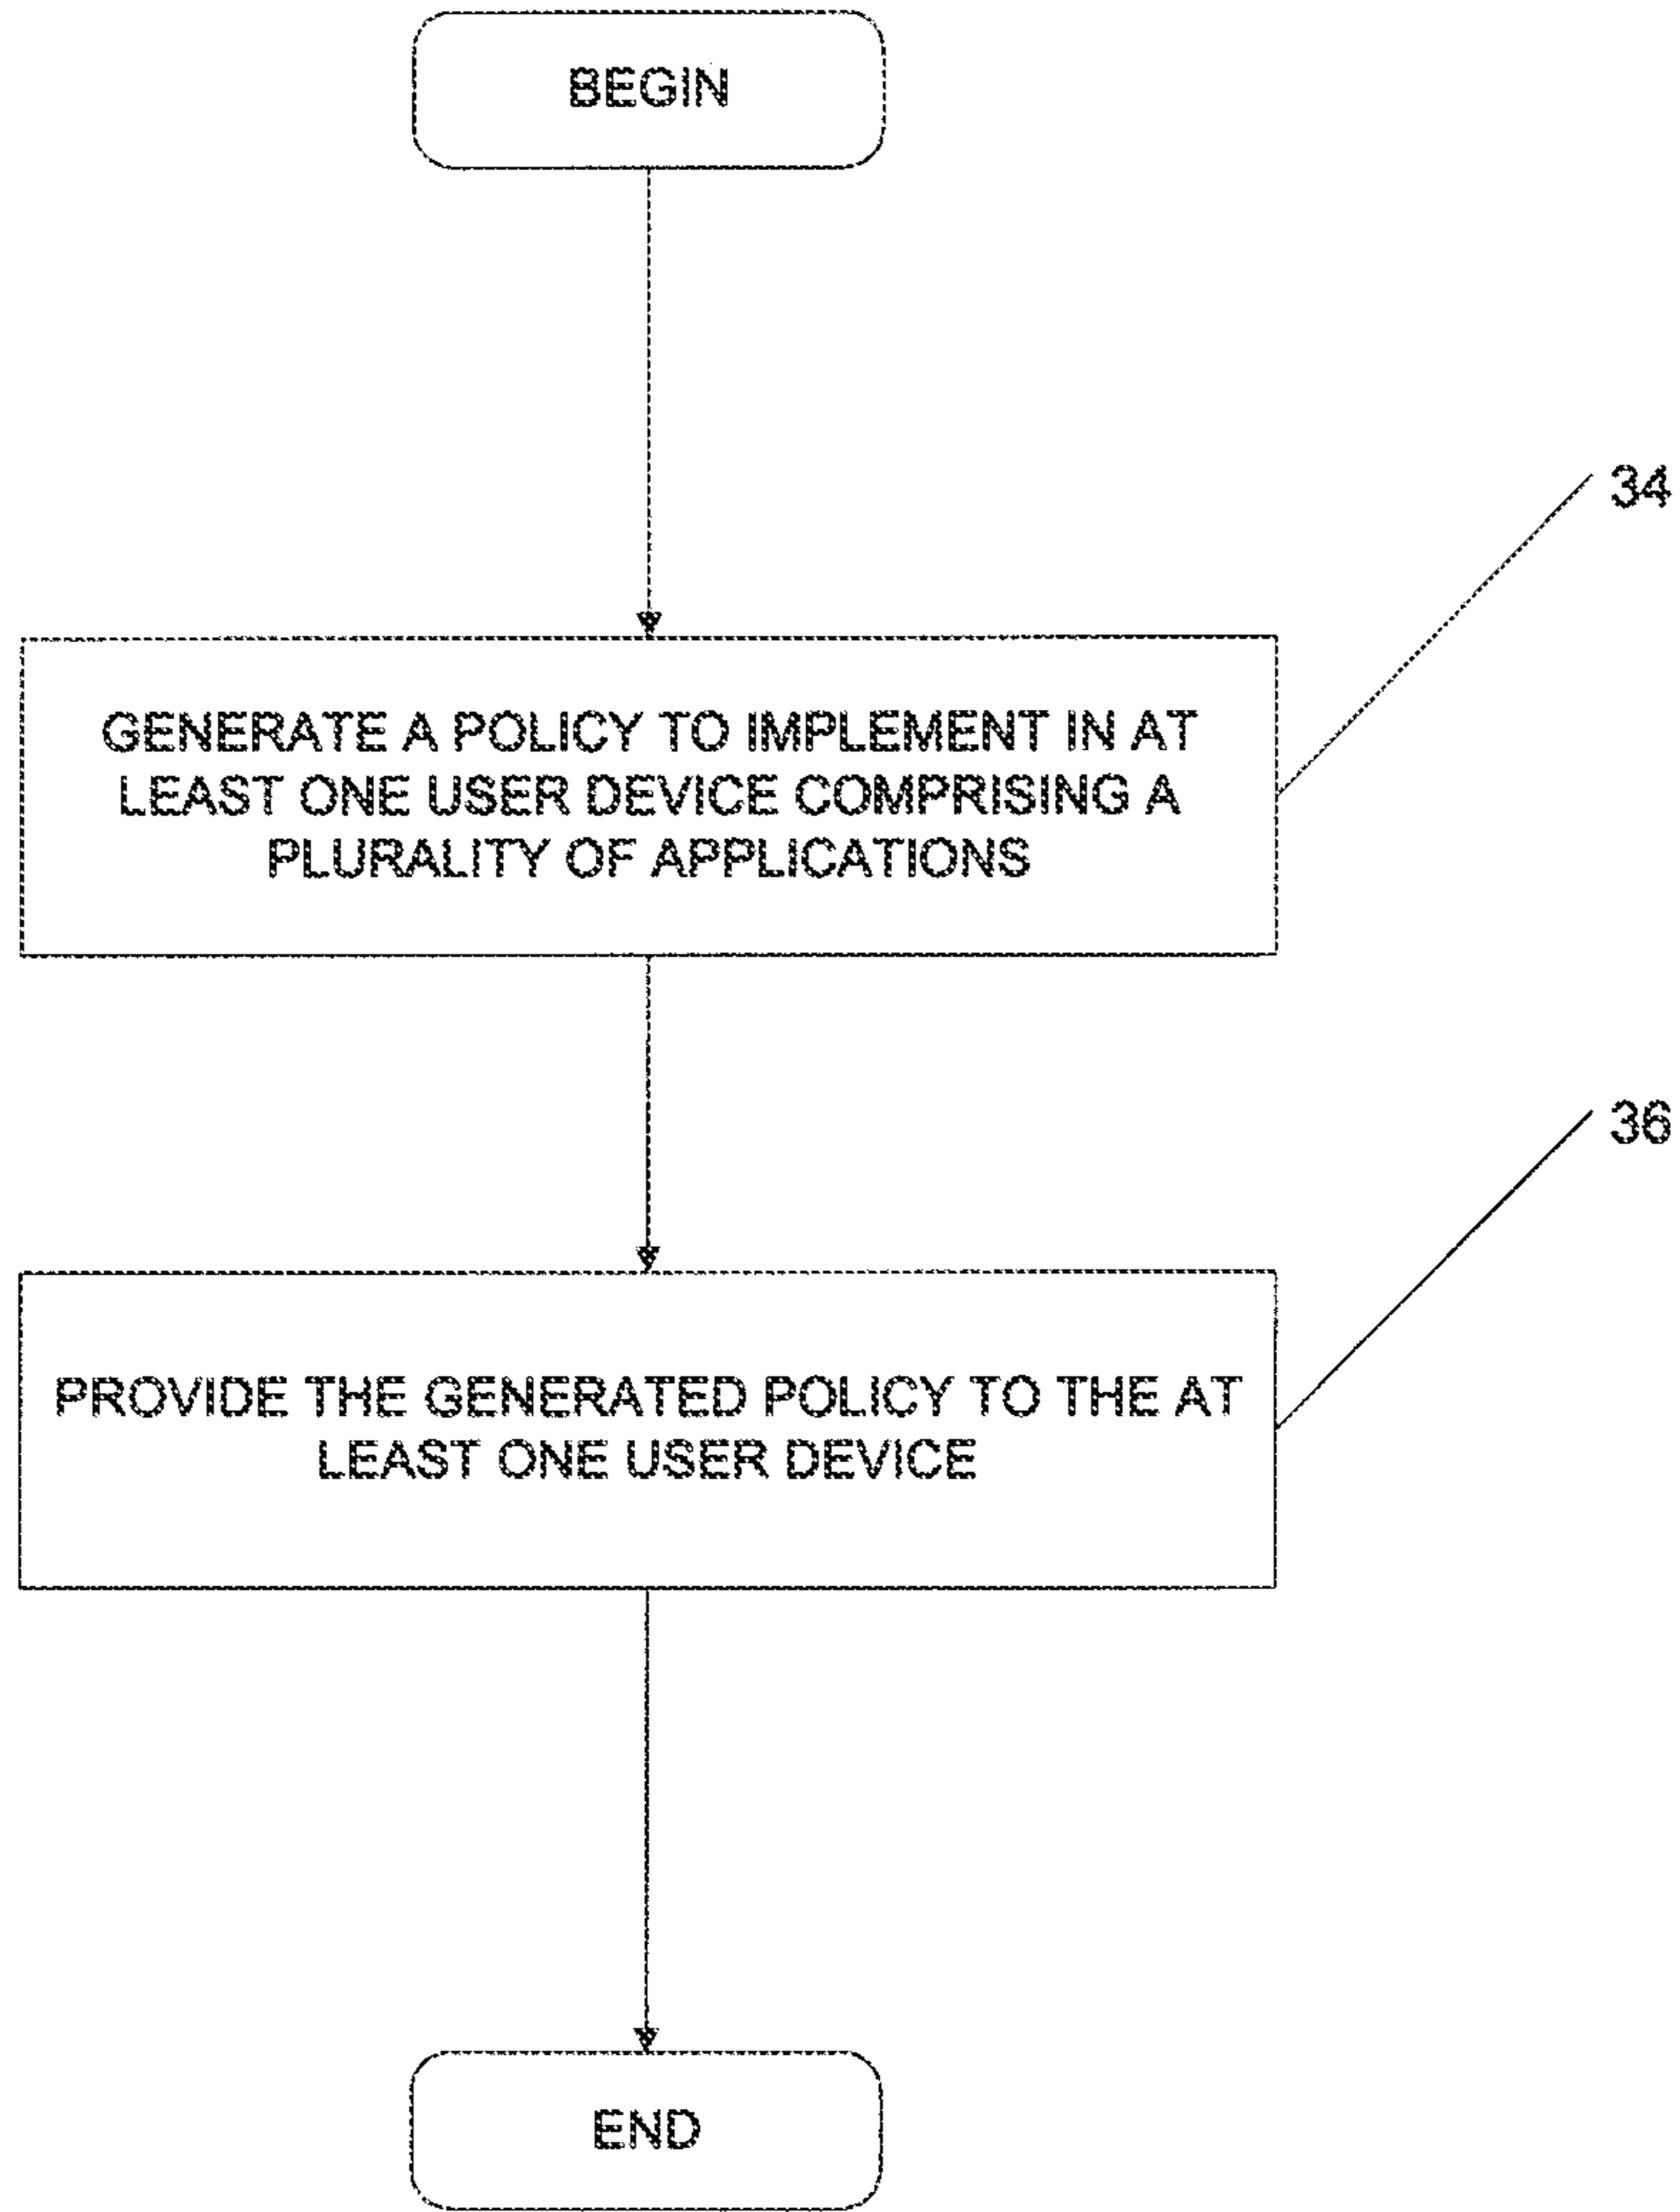 BEGIN
34
GENERATE A POLICY TO IMPLEMENT IN AT
LEAST ONE USER DEVICE COMPRISING A
PLURALITY OF APPLICATIONS
36
PROVIDE THE GENERATED POLICY TO THE AT
LEAST ONE USER DEVICE
END